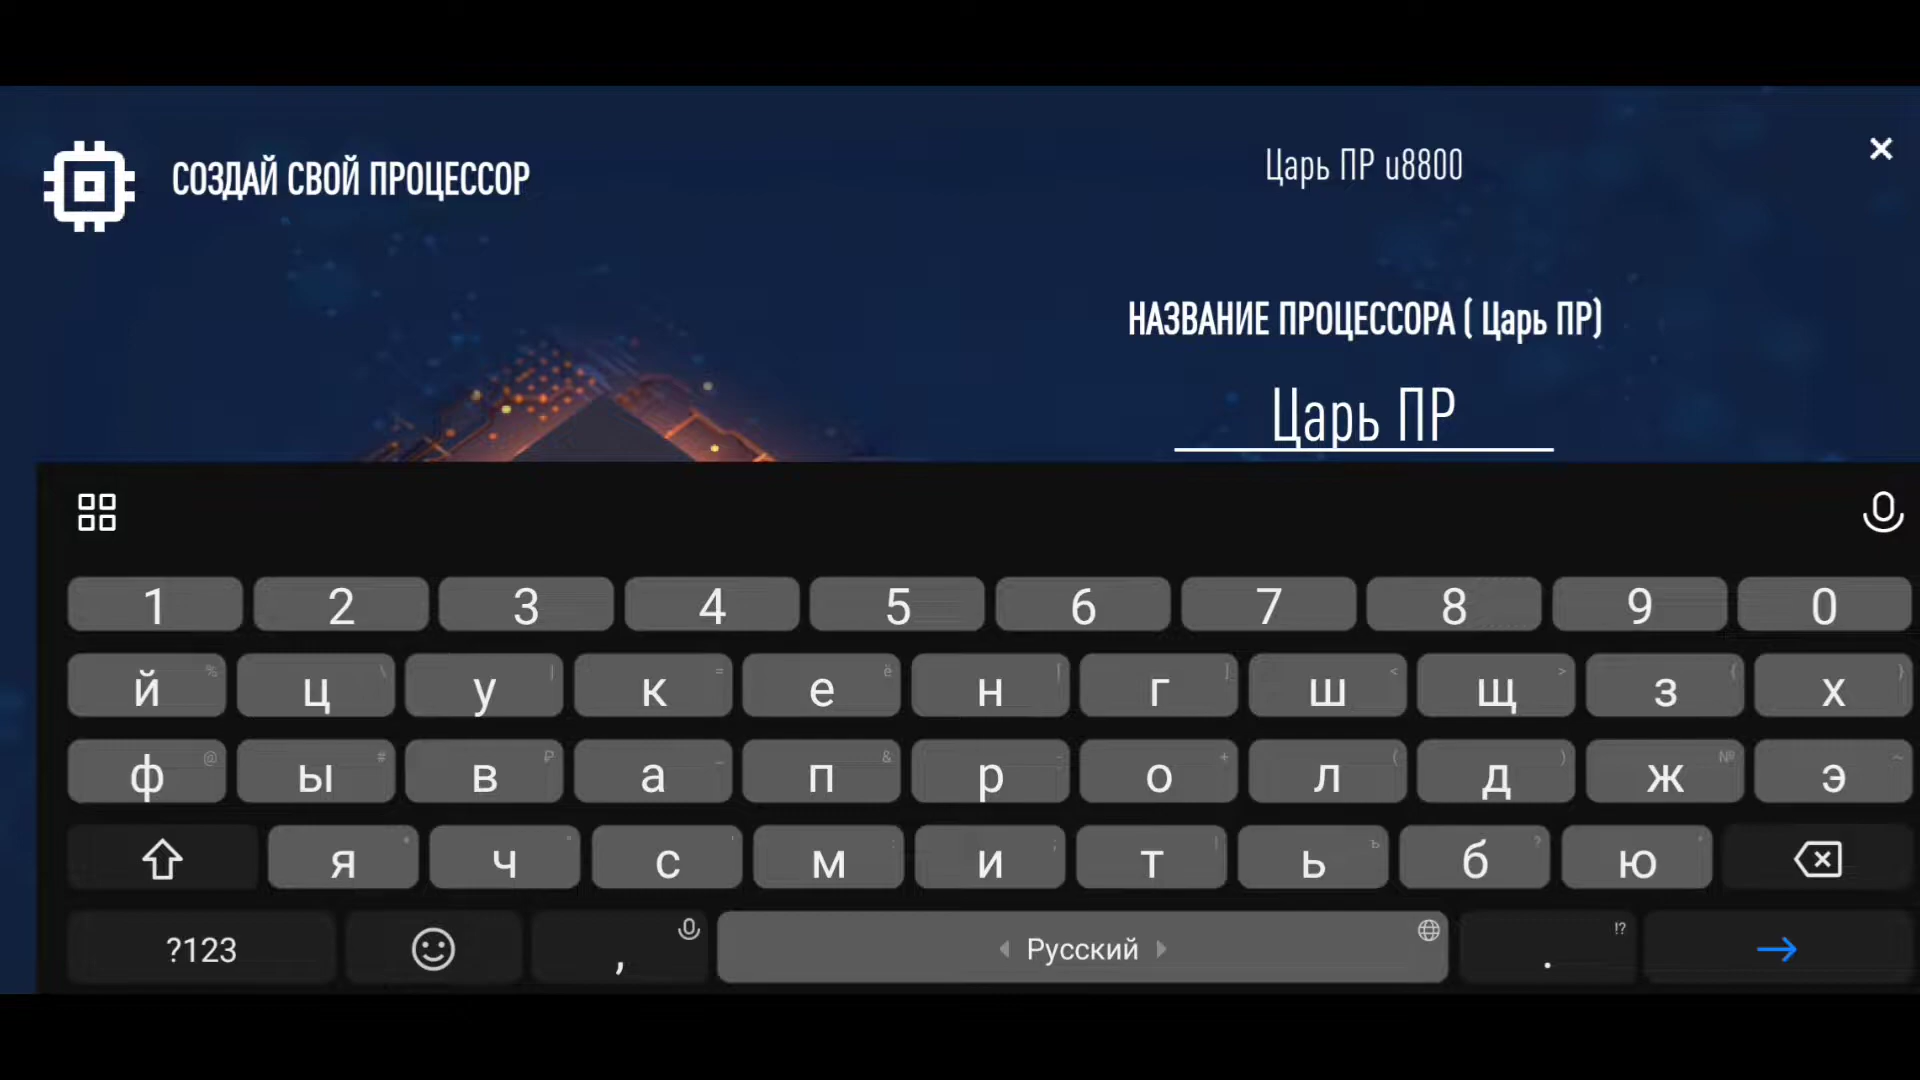 СОЗДАЙ СВОЙ ПРОЦЕССОР
Царь ПР u8800
НАЗВАНИЕ ПРОЦЕССОРА ( Царь ПР)
Царь ПР
1 2 3 4 5 6 7 8 9 0
й ц у к е н г ш щ з х
ф ы в а п р о л д ж э
я ч с м и т ь б ю
?123 , Русский . !?